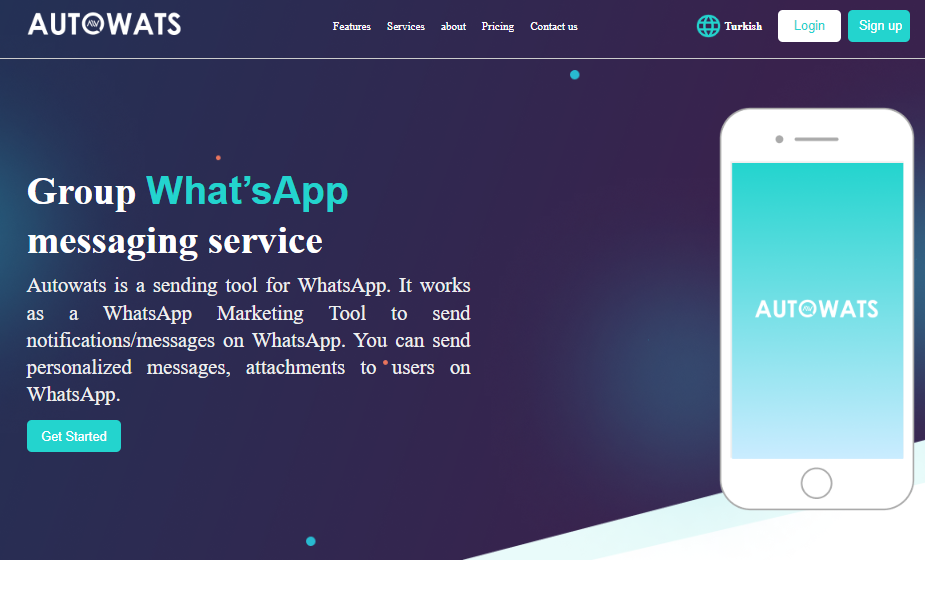 AUTOWATS
Features Services about Pricing Contact us
Turkish Login Sign up
Group What’sApp
messaging service
Autowats is a sending tool for WhatsApp. It works
as a WhatsApp Marketing Tool to send
notifications/messages on WhatsApp. You can send
personalized messages, attachments to users on
WhatsApp.
Get Started
AUTOWATS